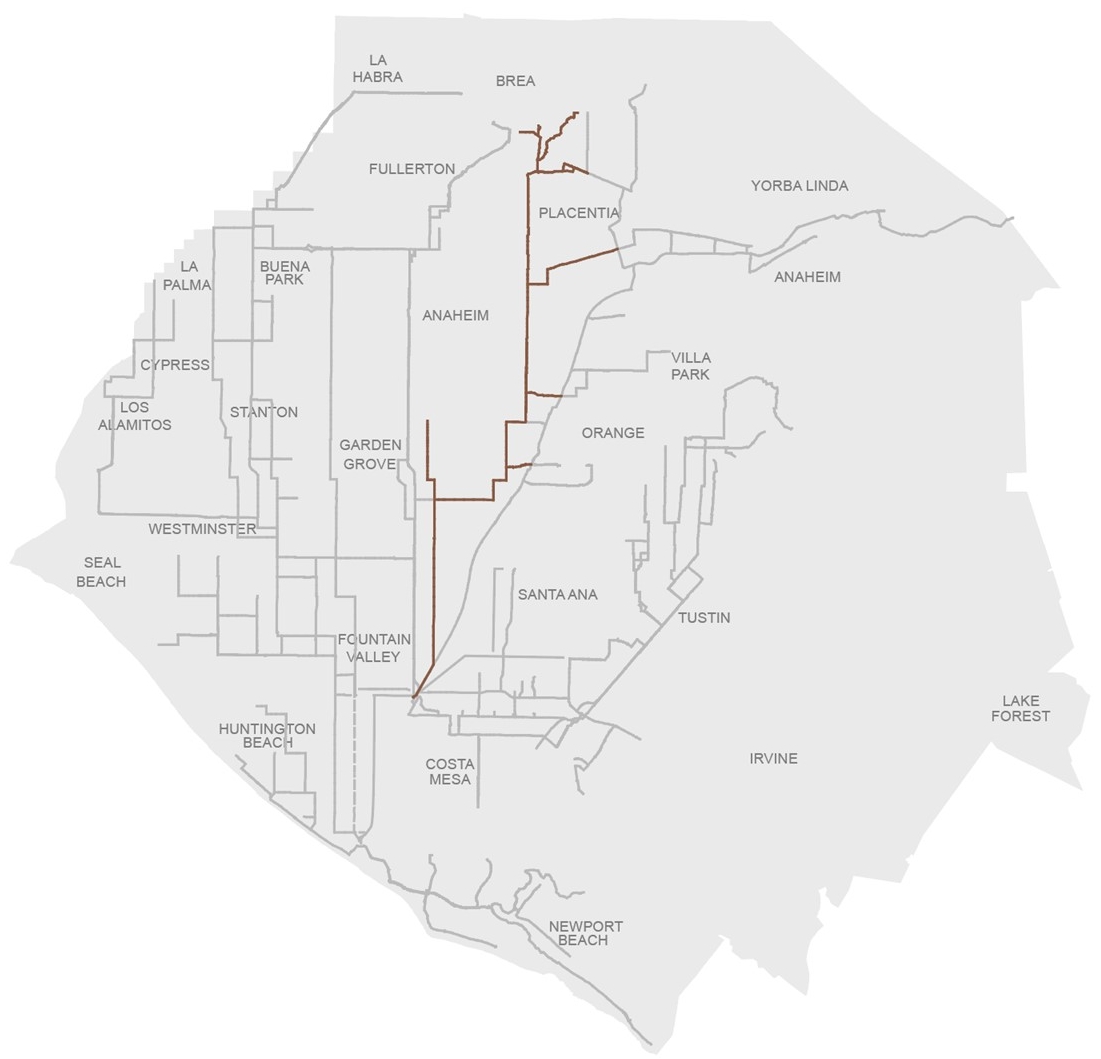 LA
HABRA
BREA
FULLERTON
YORBA LINDA
PLACENTIA
LA
PALMA
BUENA
PARK
ANAHEIM
ANAHEIM
CYPRESS
VILLA
PARK
LOS
ALAMITOS
STANTON
ORANGE
GARDEN
GROVE
WESTMINSTER
SEAL
BEACH
SANTA ANA
TUSTIN
FOUNTAIN
VALLEY
LAKE
FOREST
HUNTINGTON
BEACH
COSTA
MESA
IRVINE
NEWPORT
BEACH